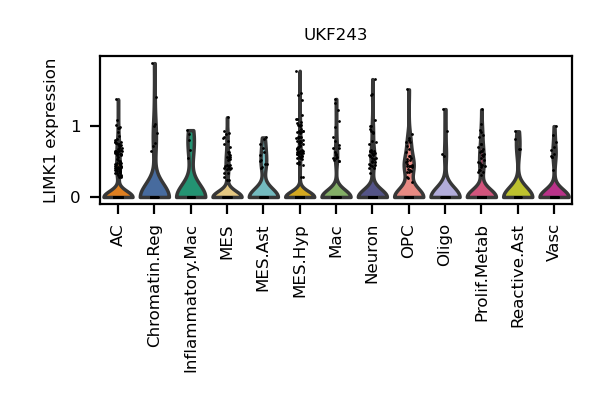 UKF243
LIMK1 expression
1
0
AC
Chromatin.Reg
Inflammatory.Mac
MES
MES.Ast
MES.Hyp
Mac
Neuron
OPC
Oligo
Prolif.Metab
Reactive.Ast
Vasc